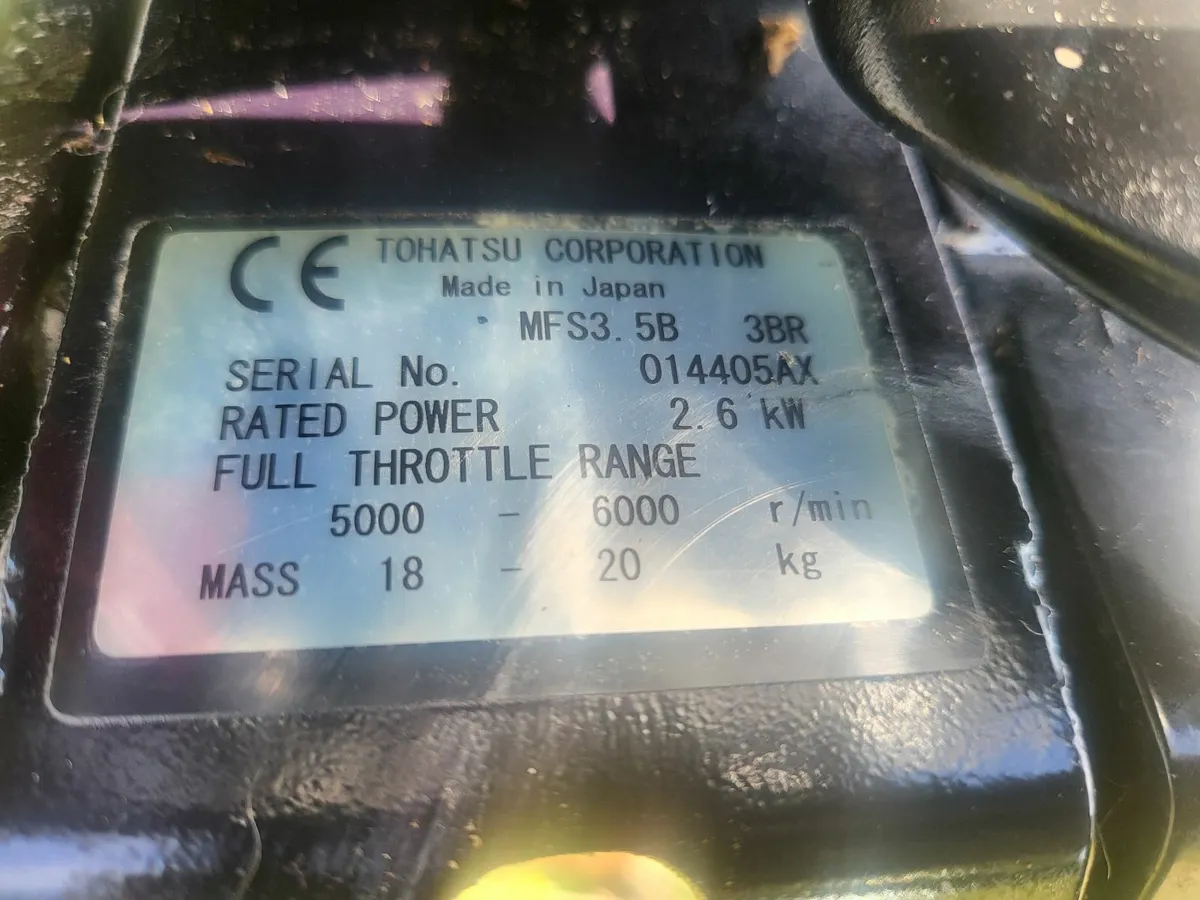 CE TOHATSU CORPORATION
Made in Japan
MFS3.5B 3BR
SERIAL No. 014405AX
RATED POWER 2.6 kW
FULL THROTTLE RANGE
5000 - 6000 r/min
MASS 18 - 20 kg